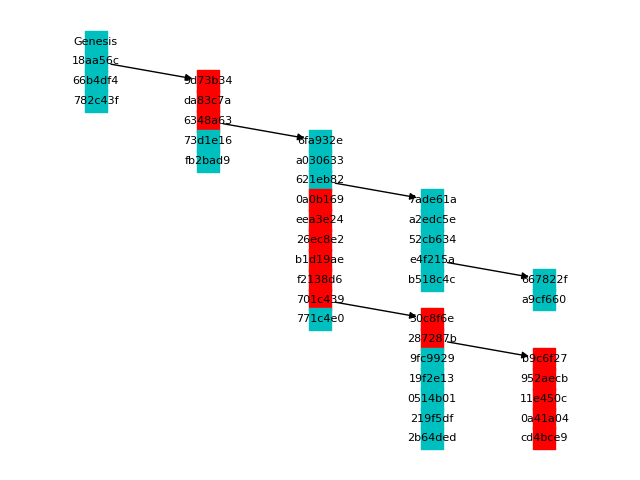 Genesis
18aa56c
66b4df4
782c43f
9d73b34
da83c7a
6348a63
73d1e16
fb2bad9
6fa932e
a030633
621eb82
0a0b169
eea3e24
26ec8e2
b1d19ae
f2138d6
701c439
771c4e0
7ade61a
a2edc5e
52cb634
e4f215a
b518c4c
867822f
a9cf660
50c8f6e
287287b
9fc9929
19f2e13
0514b01
219f5df
2b64ded
b9c6f27
952aecb
11e450c
0a41a04
cd4bce9